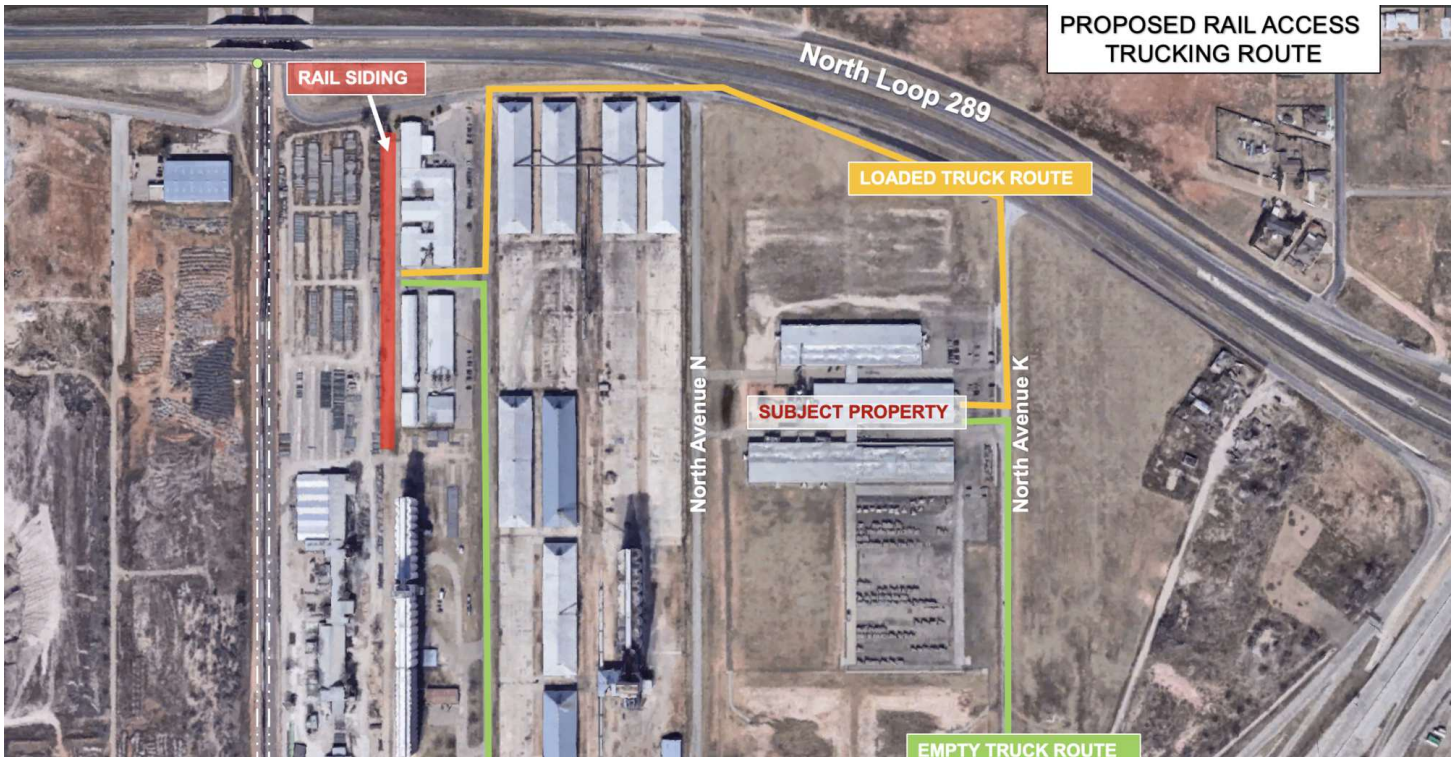 PROPOSED RAIL ACCESS
TRUCKING ROUTE
RAIL SIDING
North Loop 289
LOADED TRUCK ROUTE
North Avenue N
SUBJECT PROPERTY
North Avenue K
EMPTY TRUCK ROUTE